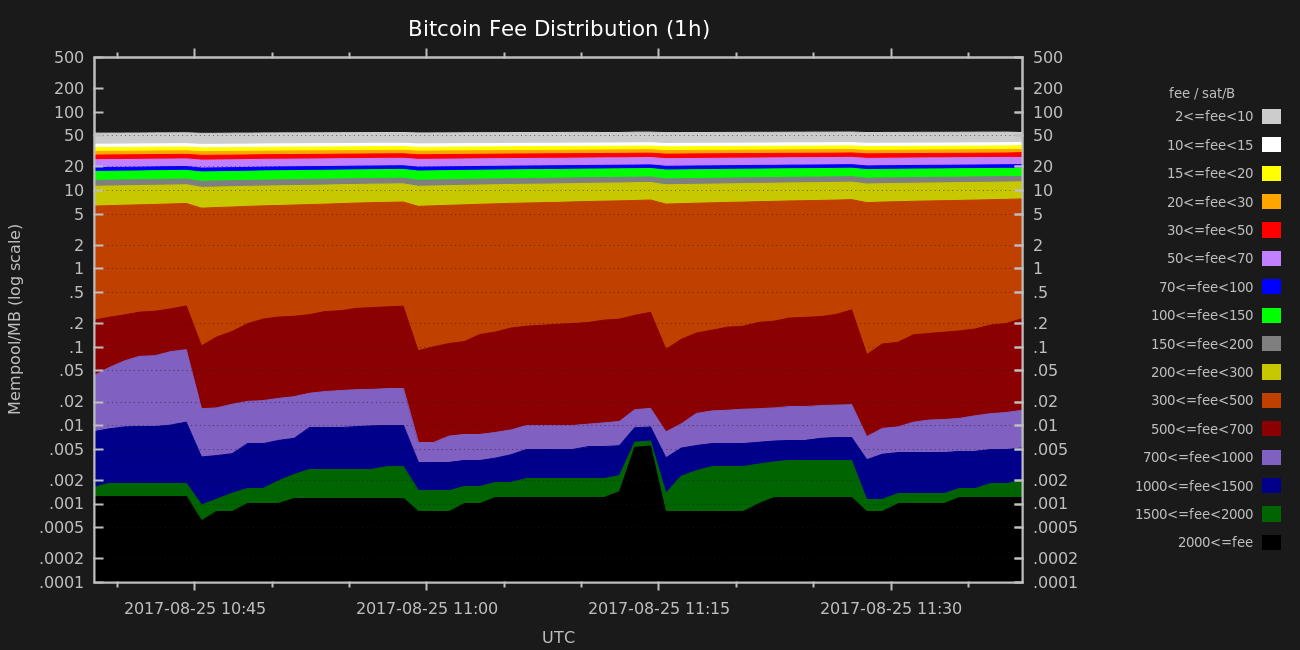 Bitcoin Fee Distribution (1h)
Mempool/MB (log scale)
500
200
100
50
20
10
5
2
1
.5
.2
.1
.05
.02
.01
.005
.002
.001
.0005
.0002
.0001
500
200
100
50
20
10
5
2
1
.5
.2
.1
.05
.02
.01
.005
.002
.001
.0005
.0002
.0001
fee / sat/B
2<=fee<10
10<=fee<15
15<=fee<20
20<=fee<30
30<=fee<50
50<=fee<70
70<=fee<100
100<=fee<150
150<=fee<200
200<=fee<300
300<=fee<500
500<=fee<700
700<=fee<1000
1000<=fee<1500
1500<=fee<2000
2000<=fee
2017-08-25 10:45 2017-08-25 11:00 2017-08-25 11:15 2017-08-25 11:30
UTC